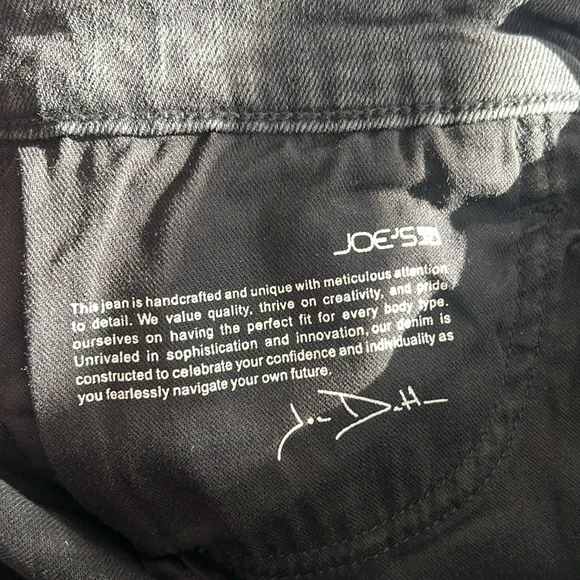 JOE'S
This jean is handcrafted and unique with meticulous attention
to detail. We value quality, thrive on creativity, and pride
ourselves on having the perfect fit for every body type.
Unrivaled in sophistication and innovation, our denim is
constructed to celebrate your confidence and individuality as
you fearlessly navigate your own future.
Joe Dahan